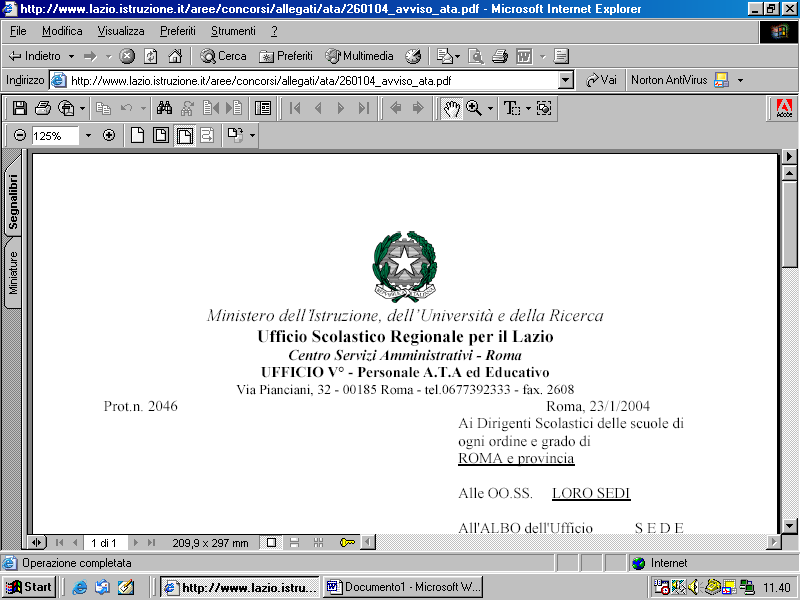 http://www.lazio.istruzione.it/aree/concorsi/allegati/ata/260104_avviso_ata.pdf - Microsoft Internet Explorer
File Modifica Visualizza Preferiti Strumenti ?
Indietro Cerca Preferiti Multimedia
Indirizzo http://www.lazio.istruzione.it/aree/concorsi/allegati/ata/260104_avviso_ata.pdf Vai Norton AntiVirus
Adobe
125%
Segnalibri
Miniature
REPVBBLICA ITALIANA
Ministero dell'Istruzione, dell'Università e della Ricerca
Ufficio Scolastico Regionale per il Lazio
Centro Servizi Amministrativi - Roma
UFFICIO V° - Personale A.T.A ed Educativo
Via Pianciani, 32 - 00185 Roma - tel.0677392333 - fax. 2608
Prot.n. 2046 Roma, 23/1/2004
Ai Dirigenti Scolastici delle scuole di
ogni ordine e grado di
ROMA e provincia
Alle OO.SS. LORO SEDI
All'ALBO dell'Ufficio S E D E
1 di 1 209,9 x 297 mm
Operazione completata Internet
Start http://www.lazio.istru... Documento1 - Microsoft W... 11.40